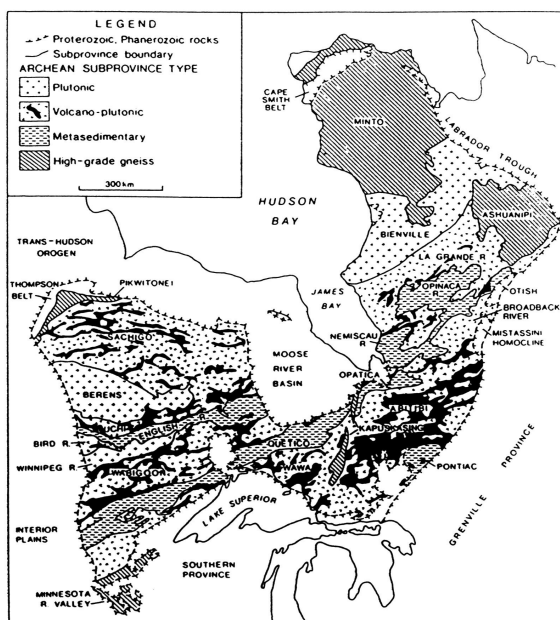 LEGEND
Proterozoic, Phanerozoic rocks
Subprovince boundary
ARCHEAN SUBPROVINCE TYPE
Plutonic
Volcano-plutonic
Metasedimentary
High-grade gneiss
300 km
CAPE
SMITH
BELT
MINTO
LABRADOR TROUGH
HUDSON
BAY
ASHUANIPI
BIENVILLE
TRANS-HUDSON
OROGEN
LA GRANDE R.
THOMPSON
BELT
PIKWITONEI
JAMES
BAY
OPINACA
R.
OTISH
BROADBACK
RIVER
NEMISCAU
R.
MISTASSINI
HOMOCLINE
SACHIGO
MOOSE
RIVER
BASIN
OPATICA
BERENS
ABITIBI
KAPUSKASING
UCHI
ENGLISH R.
BIRD R.
QUETICO
WINNIPEG R.
WABIGOON
WAWA
PONTIAC
GRENVILLE PROVINCE
LAKE SUPERIOR
INTERIOR
PLAINS
SOUTHERN
PROVINCE
MINNESOTA
R. VALLEY